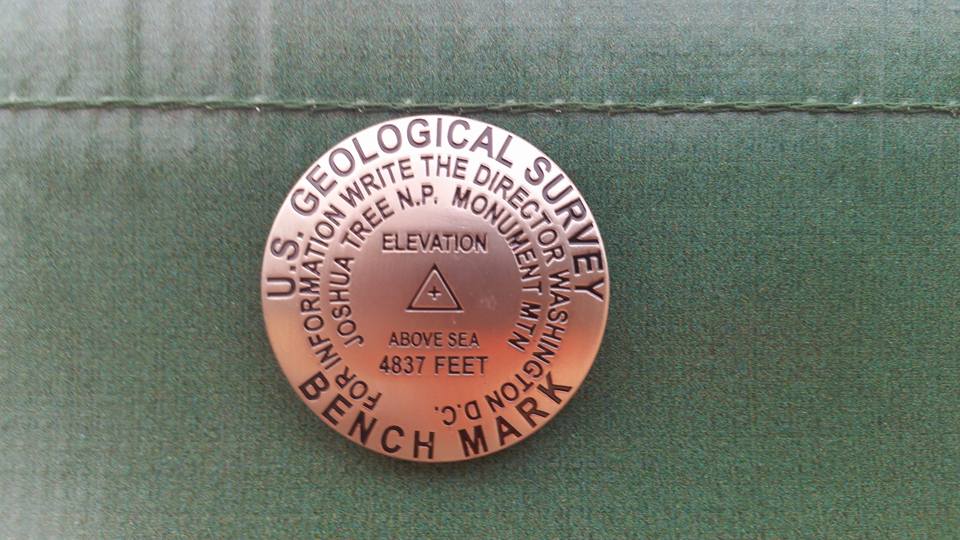 U.S. GEOLOGICAL SURVEY
FOR INFORMATION WRITE THE DIRECTOR WASHINGTON D.C.
JOSHUA TREE N.P. MONUMENT MTN
ELEVATION
ABOVE SEA
4837 FEET
BENCH MARK